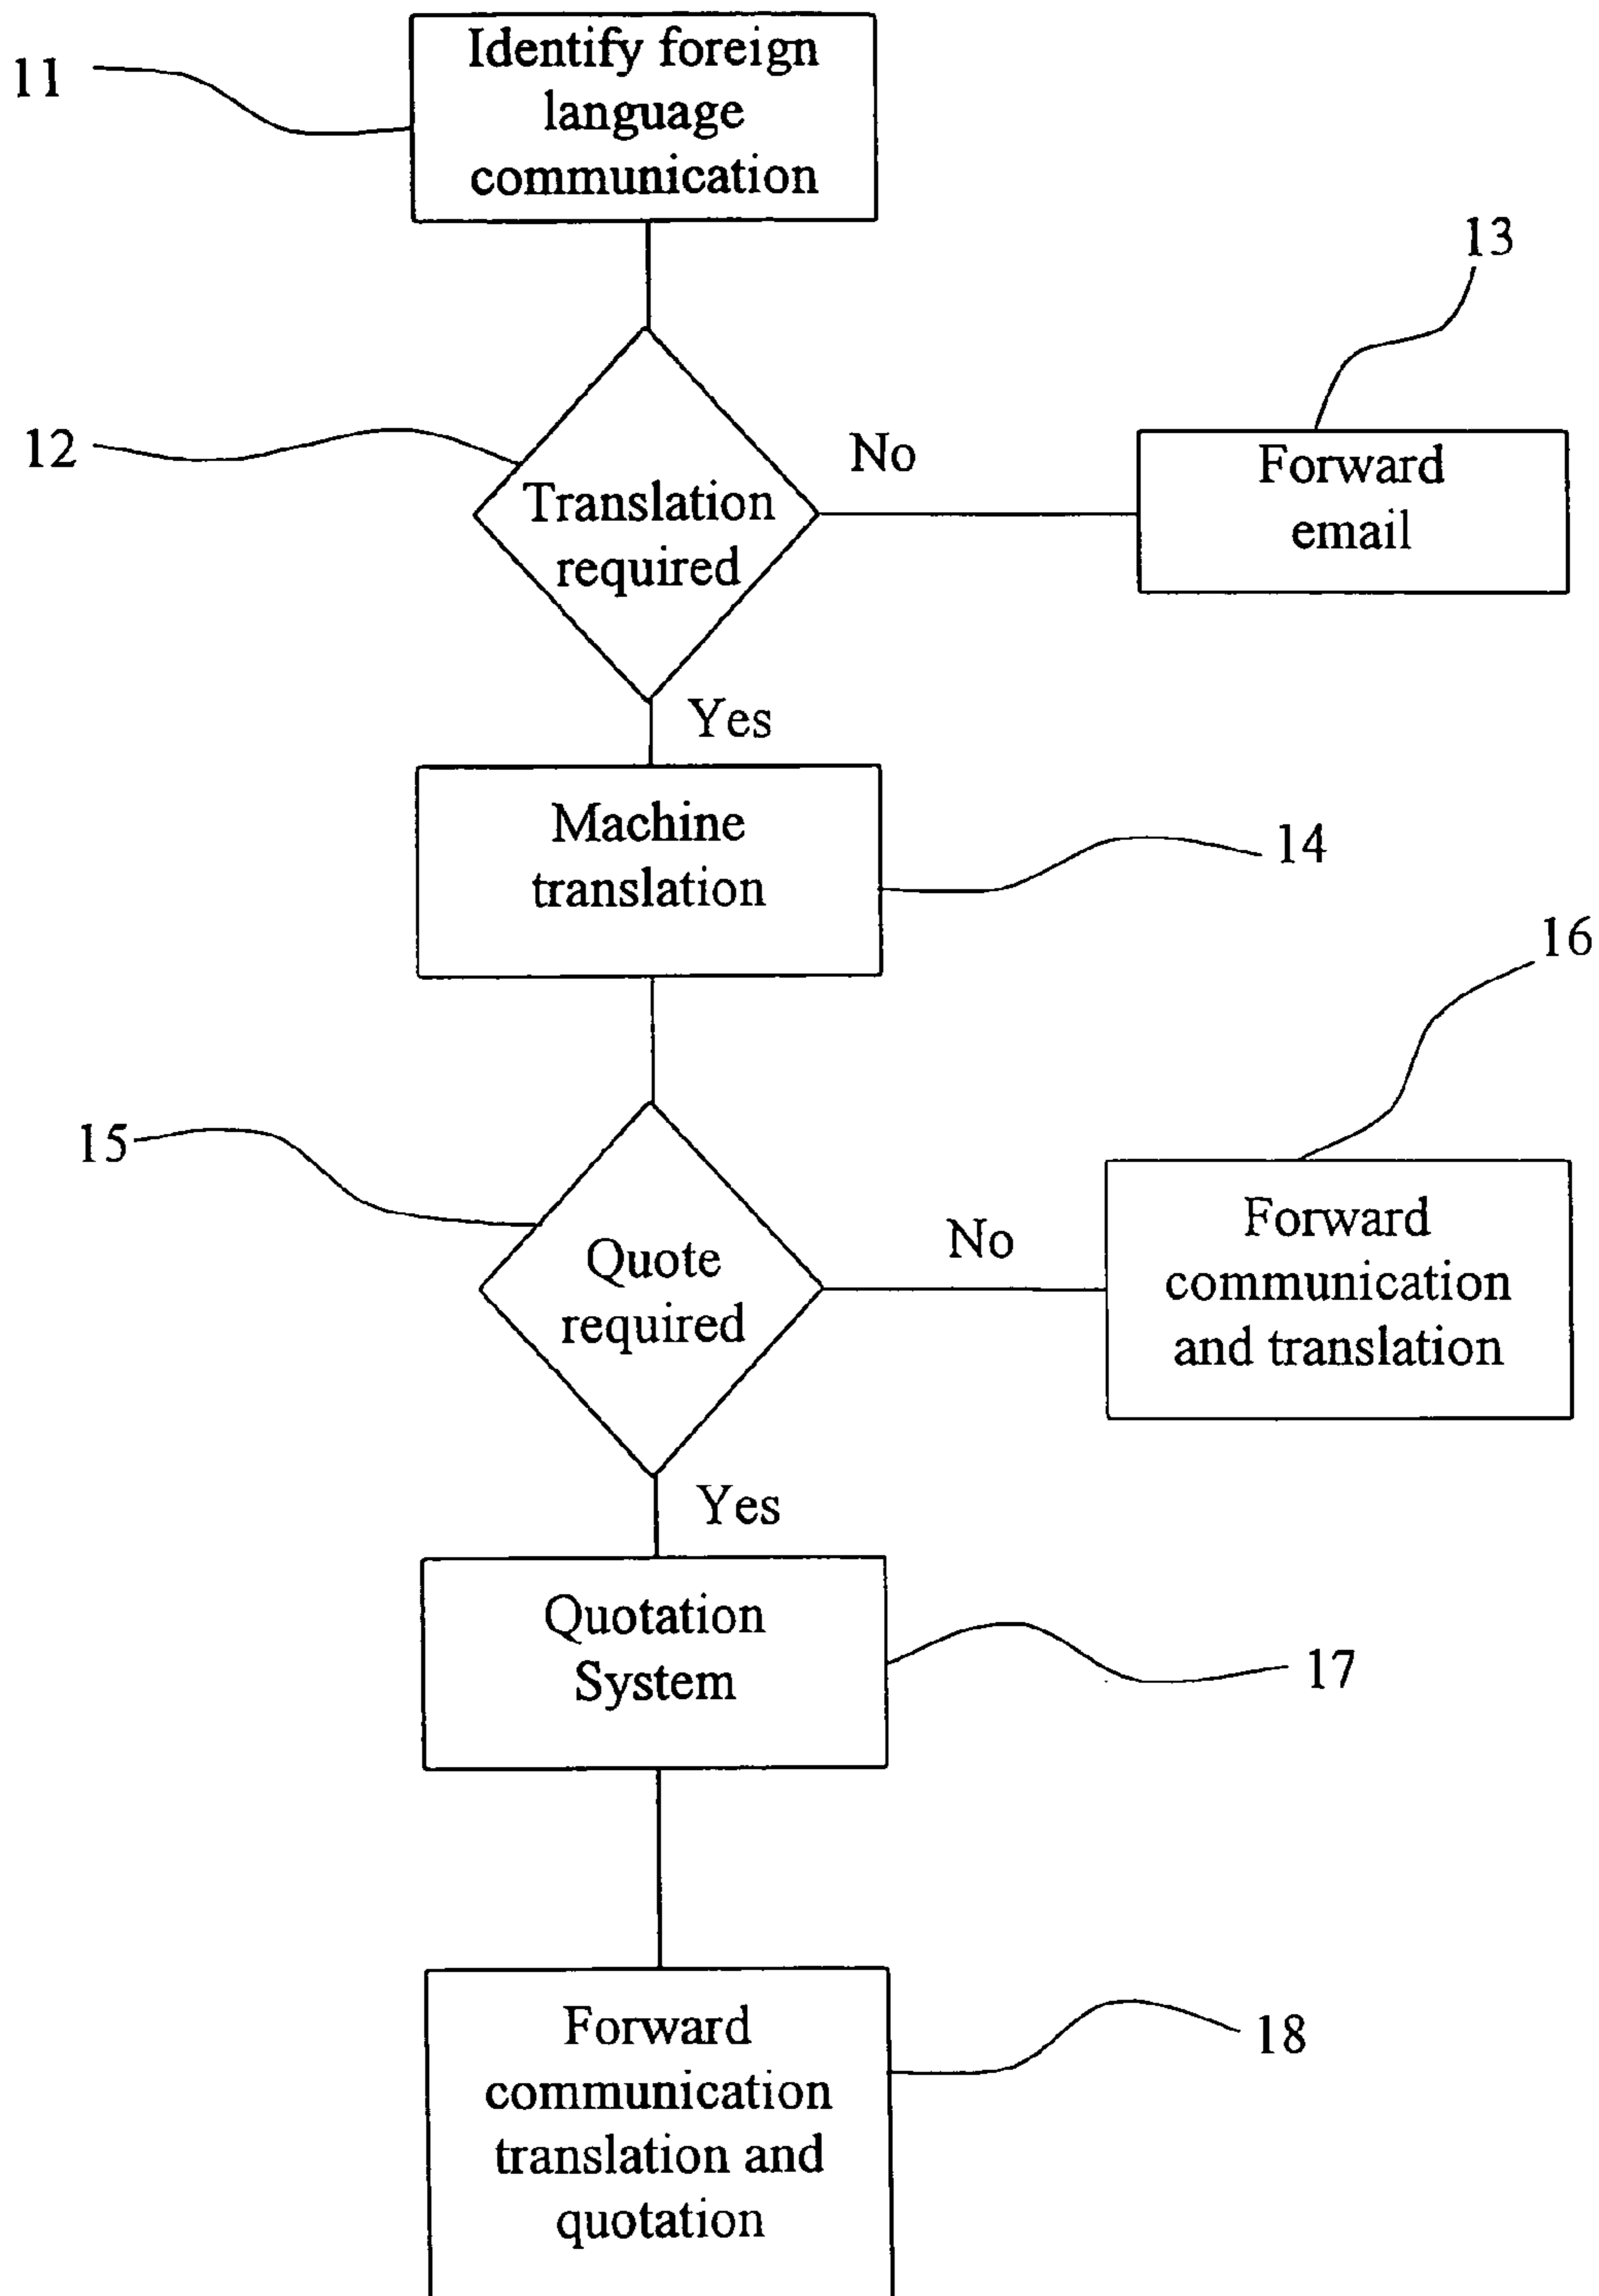 11
Identify foreign
language
communication
13
12
Translation
required
No
Forward
email
Yes
Machine
translation
14
16
15
Quote
required
No
Forward
communication
and translation
Yes
Quotation
System
17
Forward
communication
translation and
quotation
18